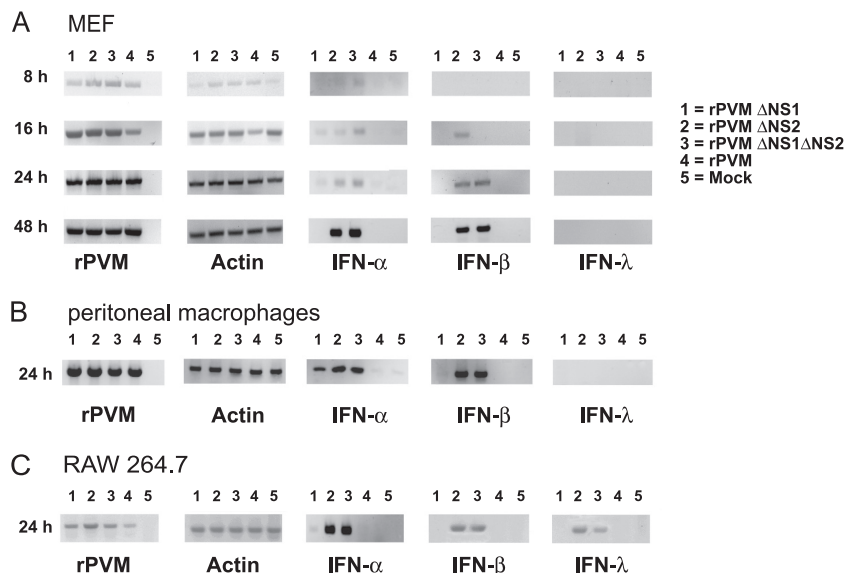 A MEF
1 2 3 4 5 1 2 3 4 5 1 2 3 4 5 1 2 3 4 5 1 2 3 4 5
8 h
16 h
24 h
48 h
rPVM Actin IFN-α IFN-β IFN-λ
1 = rPVM ΔNS1
2 = rPVM ΔNS2
3 = rPVM ΔNS1ΔNS2
4 = rPVM
5 = Mock
B peritoneal macrophages
1 2 3 4 5 1 2 3 4 5 1 2 3 4 5 1 2 3 4 5 1 2 3 4 5
24 h
rPVM Actin IFN-α IFN-β IFN-λ
C RAW 264.7
1 2 3 4 5 1 2 3 4 5 1 2 3 4 5 1 2 3 4 5 1 2 3 4 5
24 h
rPVM Actin IFN-α IFN-β IFN-λ